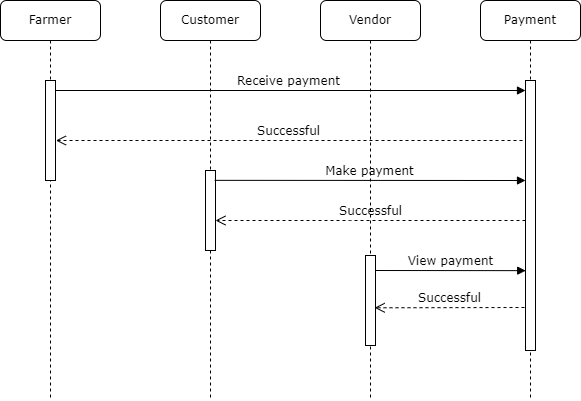 Farmer
Customer
Vendor
Payment
Receive payment
Successful
Make payment
Successful
View payment
Successful